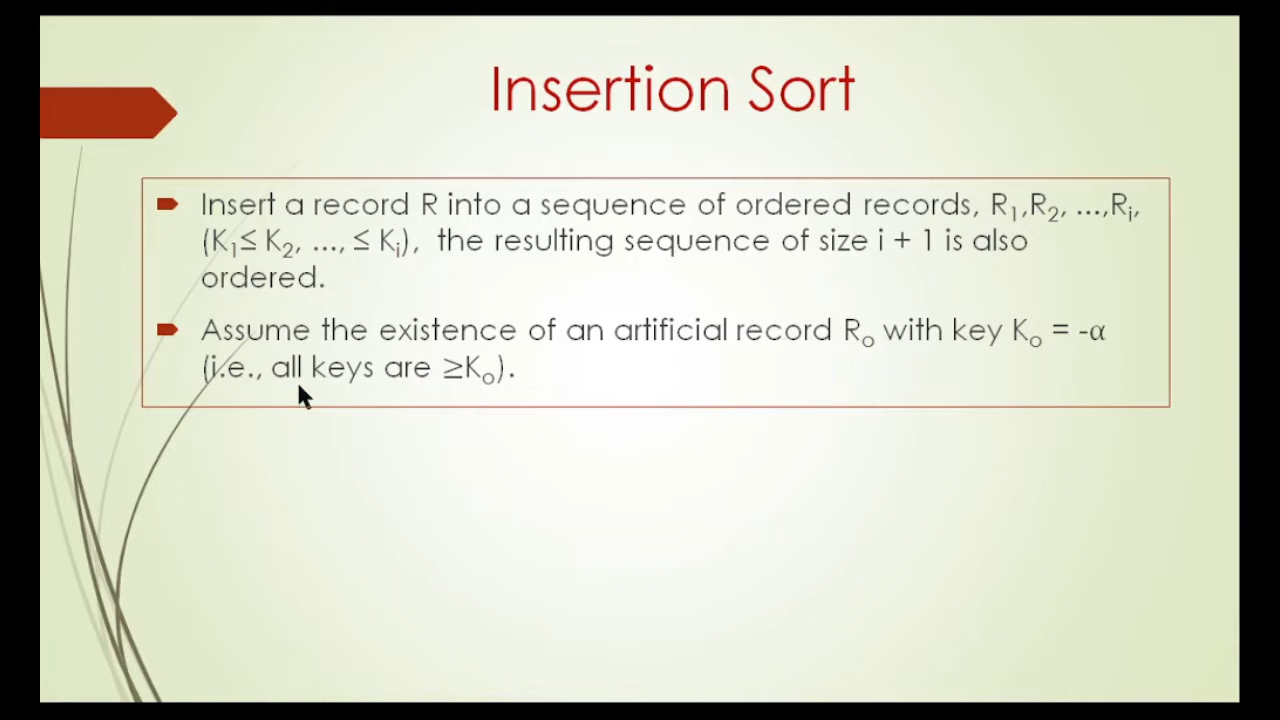 Insertion Sort
Insert a record R into a sequence of ordered records, R₁,R₂, ...,Rᵢ,
(K₁≤ K₂, ..., ≤ Kᵢ), the resulting sequence of size i + 1 is also
ordered.
Assume the existence of an artificial record Rₒ with key Kₒ = -α
(i.e., all keys are ≥Kₒ).